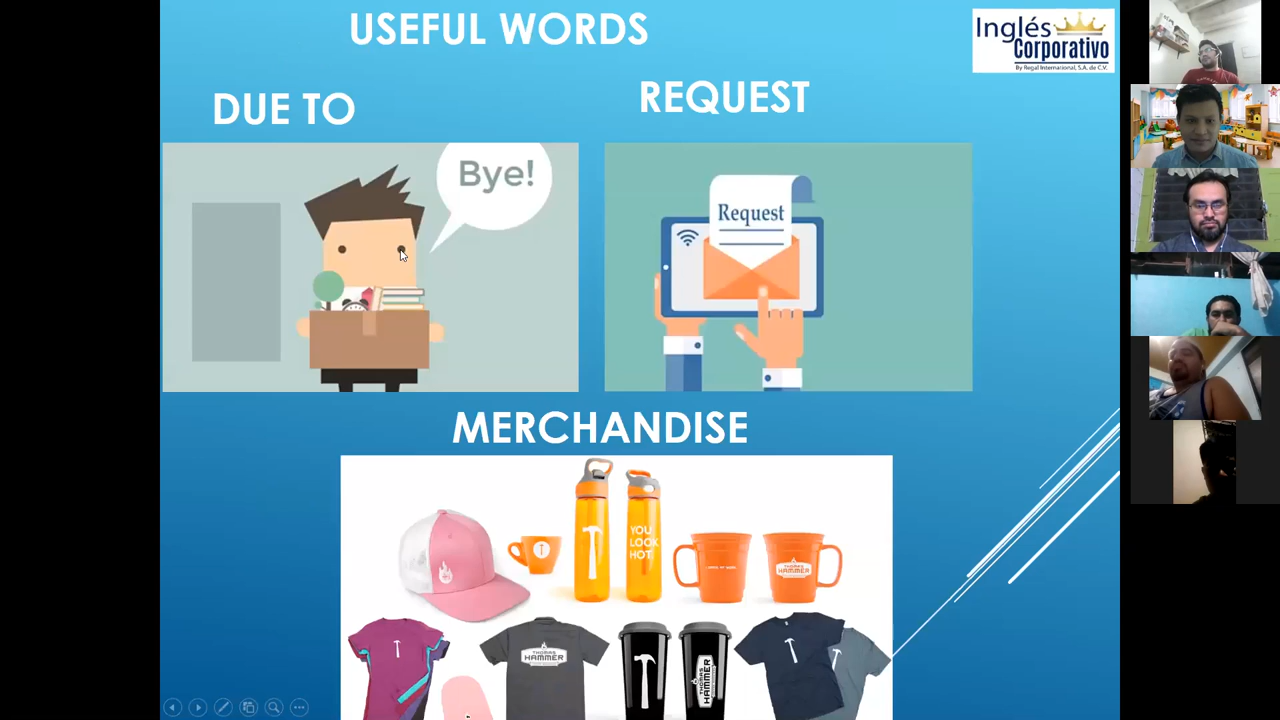 USEFUL WORDS
Inglés
Corporativo
By Regal International, S.A. de C.V.
DUE TO
REQUEST
Bye!
Request
MERCHANDISE
YOU
LOOK
HOT
THOMAS
HAMMER
THOMAS
HAMMER
THOMAS
HAMMER